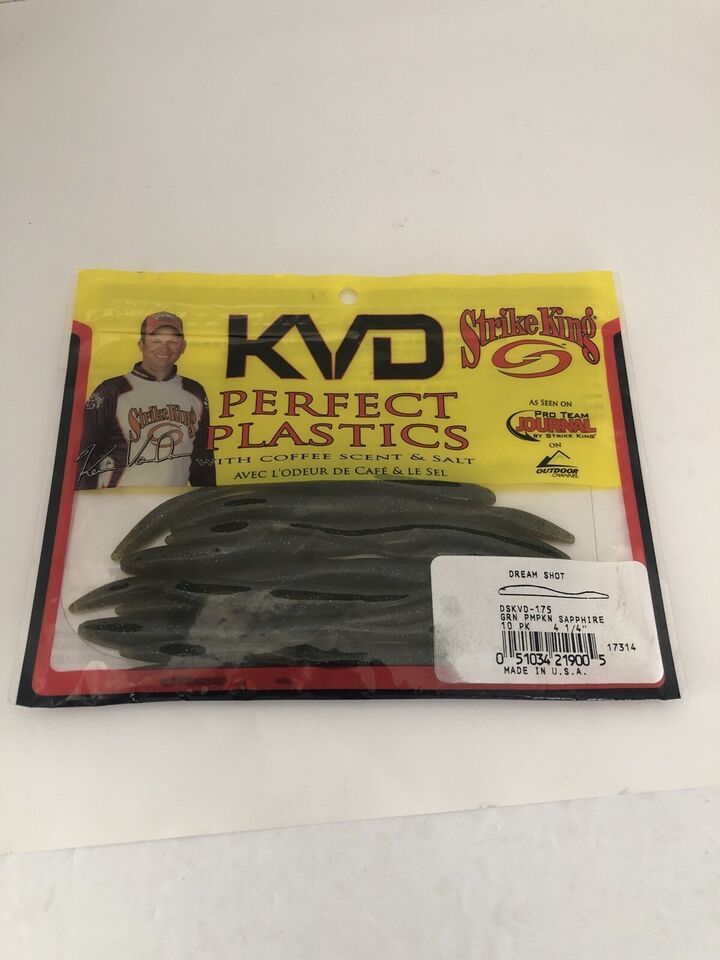 KVD
PERFECT
PLASTICS
WITH COFFEE SCENT & SALT
AVEC L'ODEUR DE CAFÉ & LE SEL
Strike King
AS SEEN ON
PRO TEAM
JOURNAL
BY STRIKE KING
ON
OUTDOOR
CHANNEL
Strike King
DREAM SHOT
DSKVD-175
GRN PMPKN SAPPHIRE
10 PK 4 1/4"
17314
0 51034 21900 5
MADE IN U.S.A.